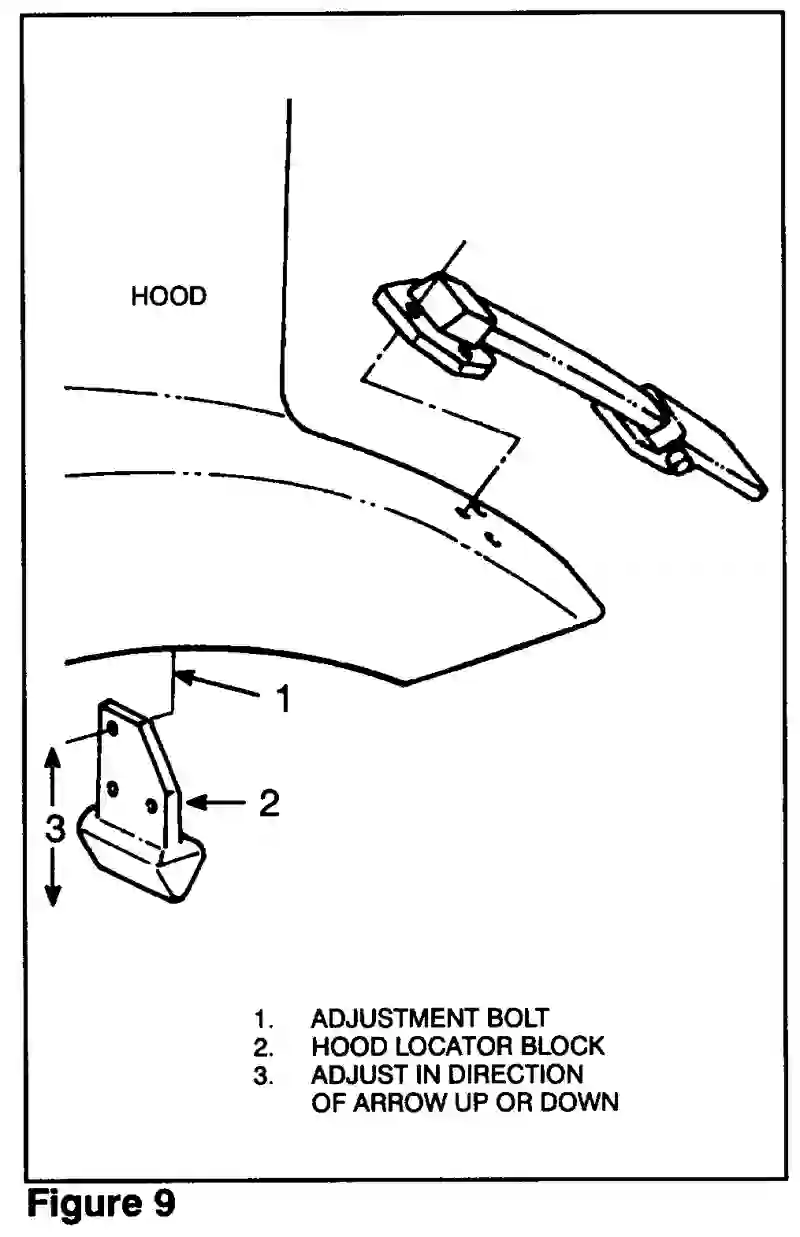 HOOD
1
2
3
1. ADJUSTMENT BOLT
2. HOOD LOCATOR BLOCK
3. ADJUST IN DIRECTION
OF ARROW UP OR DOWN
Figure 9